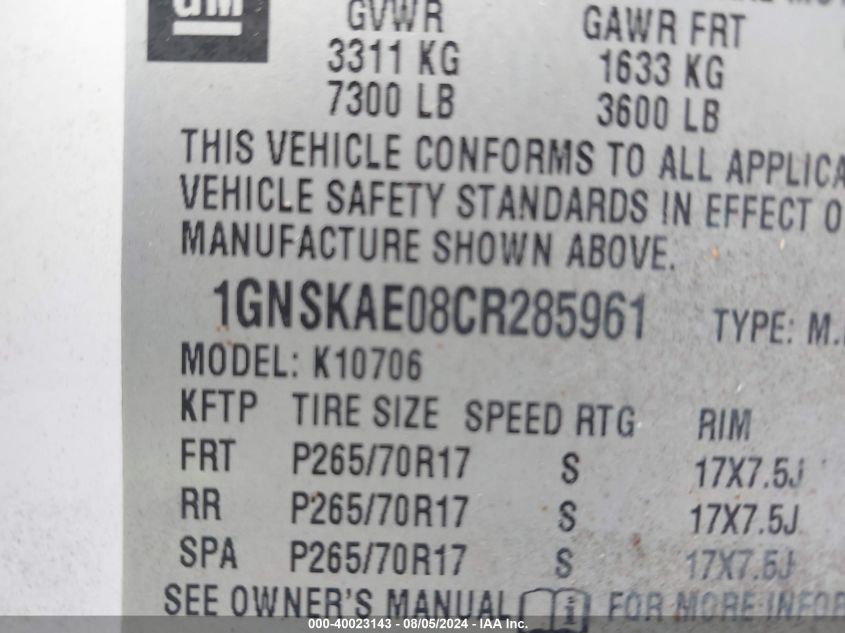 GM
GVWR GAWR FRT
3311 KG 1633 KG
7300 LB 3600 LB
THIS VEHICLE CONFORMS TO ALL
VEHICLE SAFETY STANDARDS IN EFFECT
MANUFACTURE SHOWN ABOVE.
1GNSKAE08CR285961 TYPE: M.
MODEL: K10706
KFTP TIRE SIZE SPEED RTG RIM
FRT P265/70R17 S 17X7.5J
RR P265/70R17 S 17X7.5J
SPA P265/70R17 S 17X7.5J
SEE OWNER'S MANUAL FOR MORE
000-40023143 - 08/05/2024 - IAA Inc.